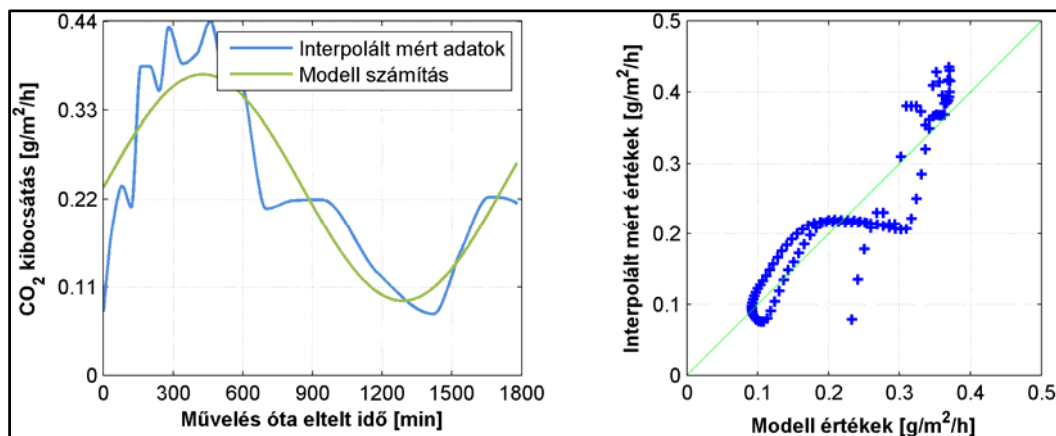 0.44
0.33
0.22
0.11
0
CO2 kibocsátás [g/m2/h]
Interpolált mért adatok
Modell számítás
0 300 600 900 1200 1500 1800
Művelés óta eltelt idő [min]
0.5
0.4
0.3
0.2
0.1
0
Interpolált mért értékek [g/m2/h]
0.1 0.2 0.3 0.4 0.5
Modell értékek [g/m2/h]